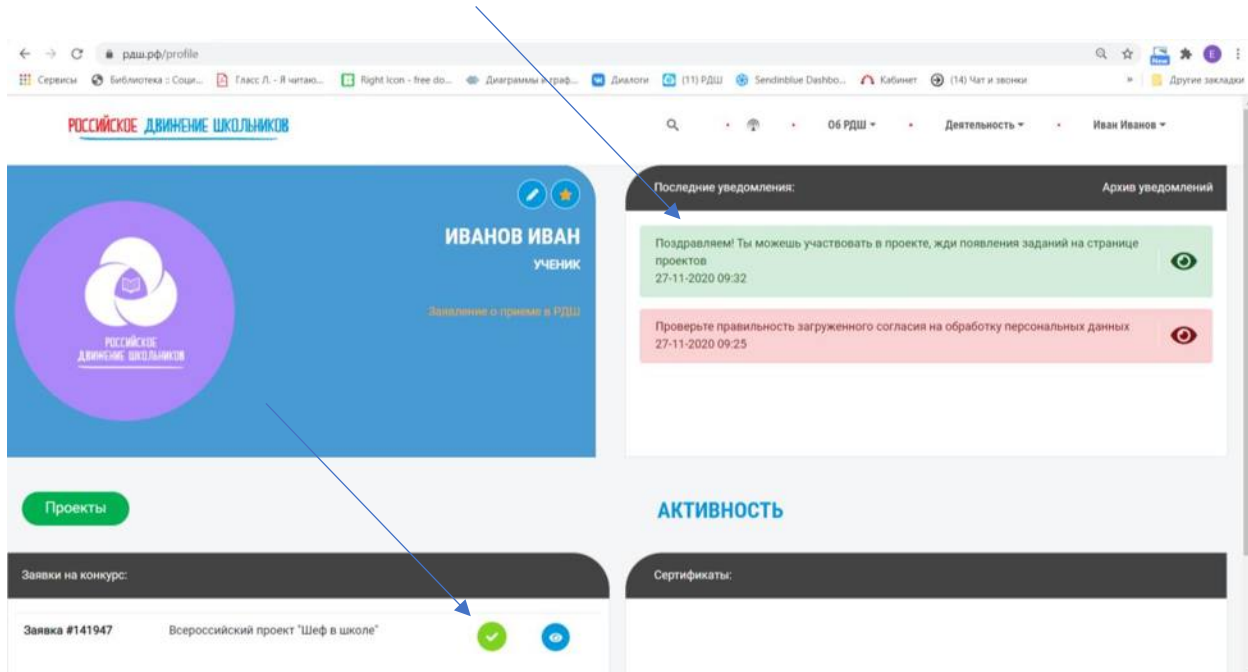 рдш.рф/profile
Сервисы
Библиотека :: Соци...
Гласс Л. - Я читаю...
Right Icon - free do...
Диаграммы и граф...
Диалоги
(11) РДШ
Sendinblue Dashbo...
Кабинет
(14) Чат и звонки
»
Другие закладки
New
E
РОССИЙСКОЕ ДВИЖЕНИЕ ШКОЛЬНИКОВ
Об РДШ
Деятельность
Иван Иванов
ИВАНОВ ИВАН
УЧЕНИК
Заявление о приеме в РДШ
РОССИЙСКОЕ
ДВИЖЕНИЕ ШКОЛЬНИКОВ
Последние уведомления:
Архив уведомлений
Поздравляем! Ты можешь участвовать в проекте, жди появления заданий на странице
проектов
27-11-2020 09:32
Проверьте правильность загруженного согласия на обработку персональных данных
27-11-2020 09:25
Проекты
АКТИВНОСТЬ
Заявки на конкурс:
Сертификаты:
Заявка #141947 Всероссийский проект "Шеф в школе"